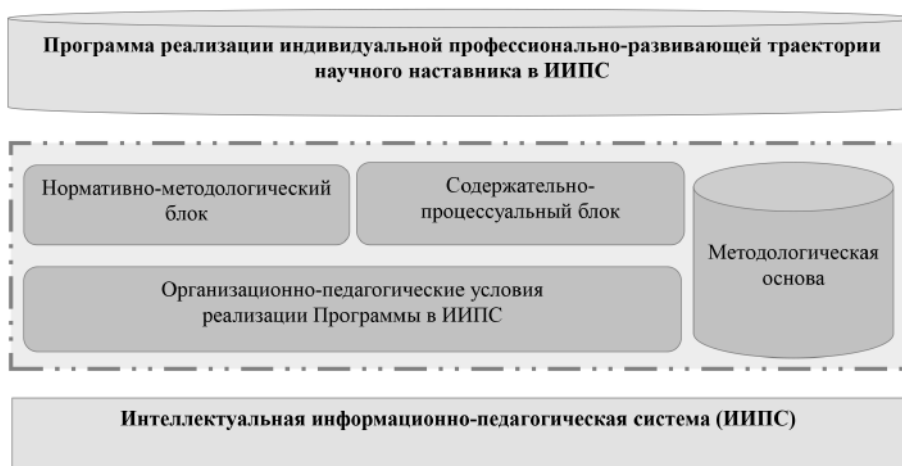 Программа реализации индивидуальной профессионально-развивающей траектории
научного наставника в ИИПС
Нормативно-методологический
блок
Содержательно-
процессуальный блок
Методологическая
основа
Организационно-педагогические условия
реализации Программы в ИИПС
Интеллектуальная информационно-педагогическая система (ИИПС)